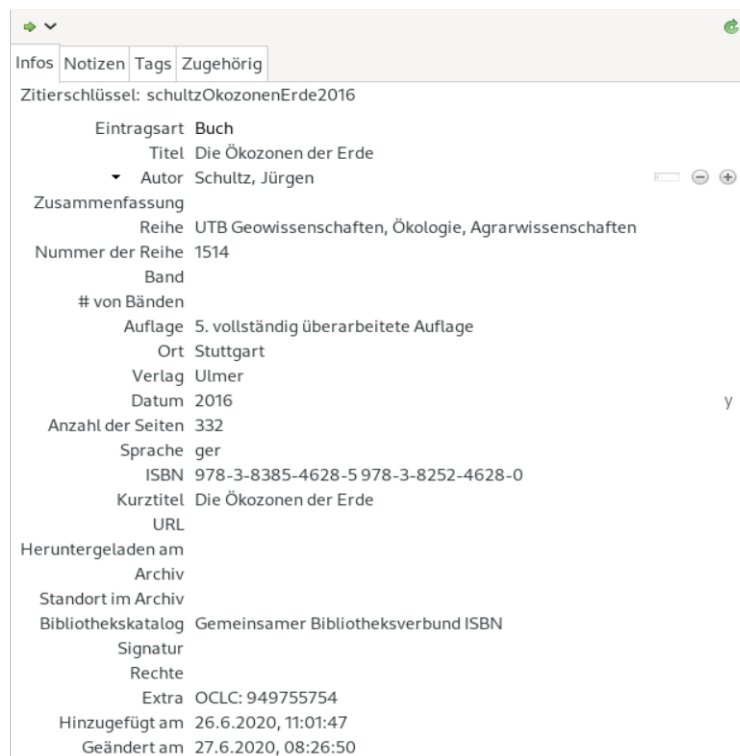 Infos Notizen Tags Zugehörig
Zitierschlüssel: schultzOkozonenErde2016
Eintragsart Buch
Titel Die Ökozonen der Erde
Autor Schultz, Jürgen
Zusammenfassung
Reihe UTB Geowissenschaften, Ökologie, Agrarwissenschaften
Nummer der Reihe 1514
Band
# von Bänden
Auflage 5. vollständig überarbeitete Auflage
Ort Stuttgart
Verlag Ulmer
Datum 2016 y
Anzahl der Seiten 332
Sprache ger
ISBN 978-3-8385-4628-5 978-3-8252-4628-0
Kurztitel Die Ökozonen der Erde
URL
Heruntergeladen am
Archiv
Standort im Archiv
Bibliothekskatalog Gemeinsamer Bibliotheksverbund ISBN
Signatur
Rechte
Extra OCLC: 949755754
Hinzugefügt am 26.6.2020, 11:01:47
Geändert am 27.6.2020, 08:26:50